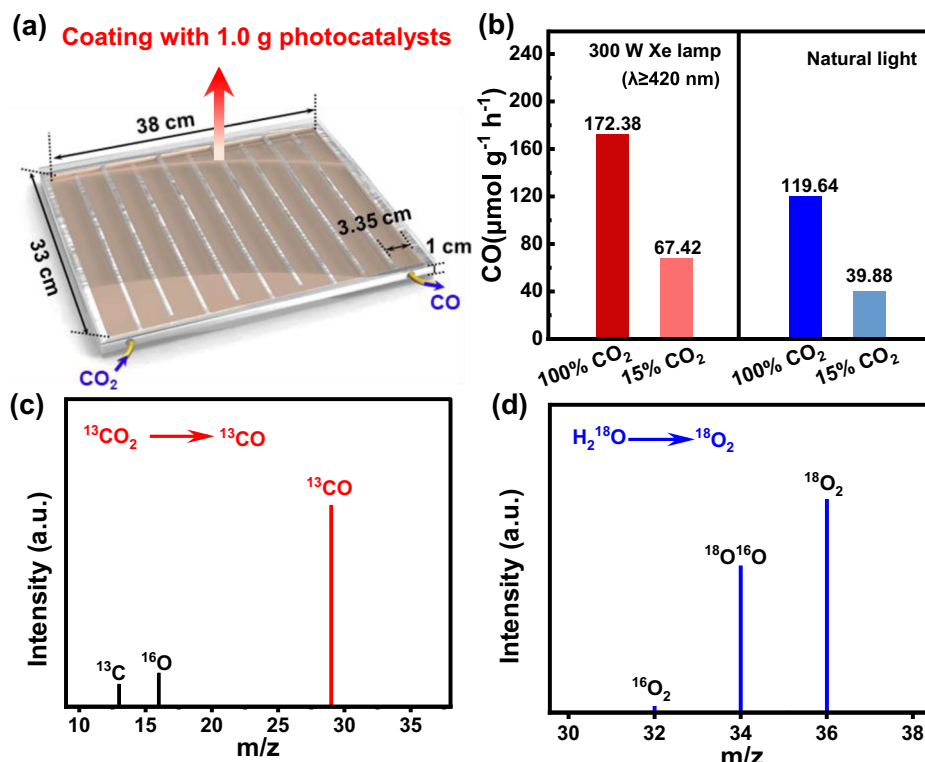 (a)
Coating with 1.0 g photocatalysts
38 cm
33 cm
3.35 cm
1 cm
CO
CO₂
(b)
300 W Xe lamp
(λ≥420 nm)
Natural light
CO(μmol g⁻¹ h⁻¹)
240
200
160
120
80
40
0
172.38
67.42
119.64
39.88
100% CO₂
15% CO₂
100% CO₂
15% CO₂
(c)
¹³CO₂ → ¹³CO
¹³CO
¹³C
¹⁶O
Intensity (a.u.)
10 15 20 25 30 35
m/z
(d)
H₂¹⁸O → ¹⁸O₂
¹⁸O₂
¹⁸O¹⁶O
¹⁶O₂
Intensity (a.u.)
30 32 34 36 38
m/z